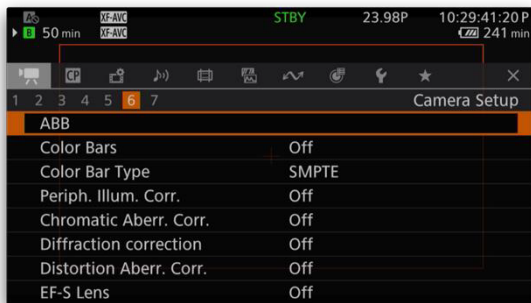 A XF-AVC STBY 23.98P 10:29:41:20 P
B 50 min XF-AVC 241 min
CP
1 2 3 4 5 6 7 Camera Setup
ABB
Color Bars Off
Color Bar Type SMPTE
Periph. Illum. Corr. Off
Chromatic Aberr. Corr. Off
Diffraction correction Off
Distortion Aberr. Corr. Off
EF-S Lens Off